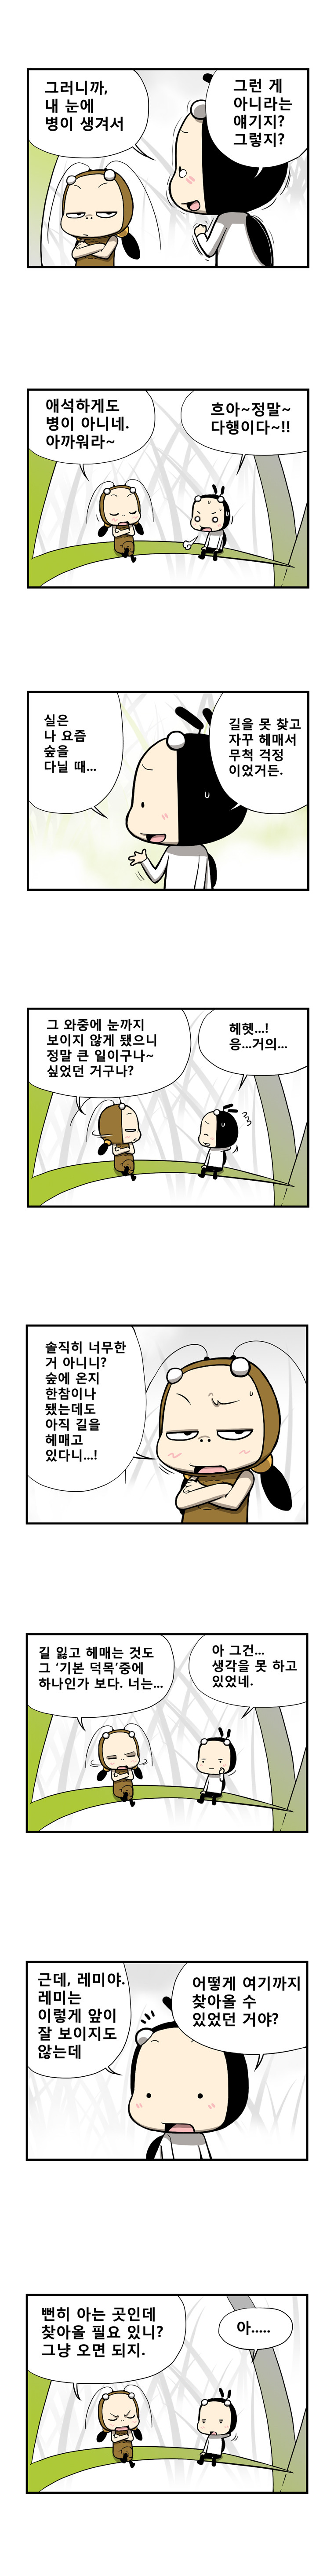 그러니까,
내 눈에
병이 생겨서
그런 게
아니라는
얘기지?
그렇지?
애석하게도
병이 아니네.
아까워라~
흐아~정말~
다행이다~!!
실은
나 요즘
숲을
다닐 때...
길을 못 찾고
자꾸 헤매서
무척 걱정
이었거든.
그 와중에 눈까지
보이지 않게 됐으니
정말 큰 일이구나~
싶었던 거구나?
헤헷...!
응...거의...
솔직히 너무한
거 아니니?
숲에 온지
한참이나
됐는데도
아직 길을
헤매고
있다니...!
길 잃고 헤매는 것도
그 '기본 덕목'중에
하나인가 보다. 너는...
아 그건...
생각을 못 하고
있었네.
근데, 레미야.
레미는
이렇게 앞이
잘 보이지도
않는데
어떻게 여기까지
찾아올 수
있었던 거야?
뻔히 아는 곳인데
찾아올 필요 있니?
그냥 오면 되지.
아.....